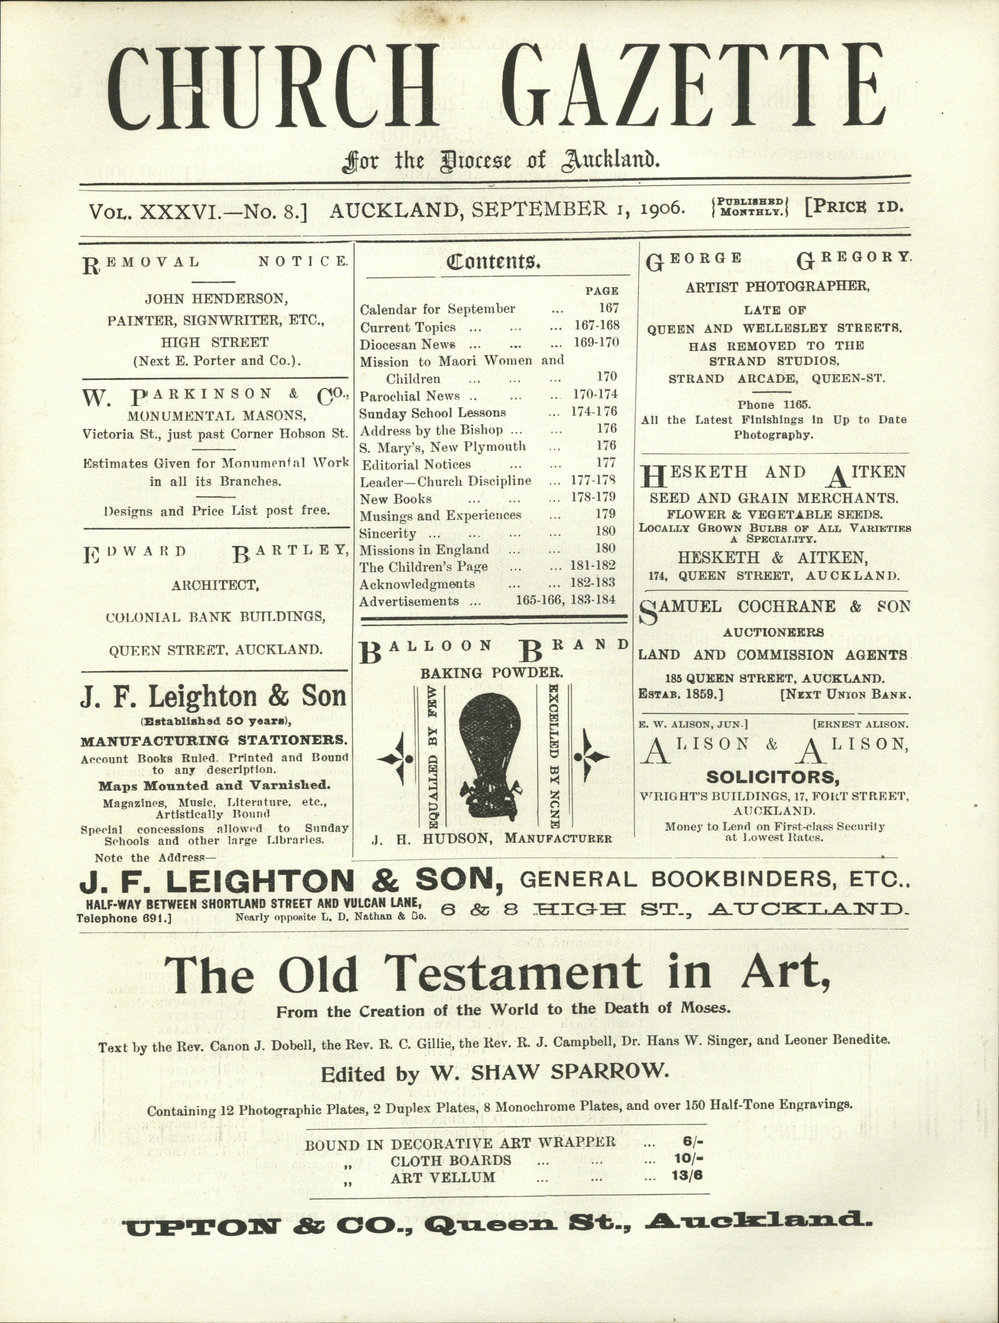 CHURCH GAZETTE
For the Diocese of Auckland.
VOL. XXXVI.—No. 8.] AUCKLAND, SEPTEMBER 1, 1906. {PUBLISHED MONTHLY.} [PRICE 1D.
REMOVAL NOTICE.
JOHN HENDERSON,
PAINTER, SIGNWRITER, ETC.,
HIGH STREET
(Next E. Porter and Co.).
W. PARKINSON & CO.,
MONUMENTAL MASONS,
Victoria St., just past Corner Hobson St.
Estimates Given for Monumental Work
in all its Branches.
Designs and Price List post free.
EDWARD BARTLEY,
ARCHITECT,
COLONIAL BANK BUILDINGS,
QUEEN STREET, AUCKLAND.
J. F. Leighton & Son
(Established 50 years),
MANUFACTURING STATIONERS.
Account Books Ruled. Printed and Bound
to any description.
Maps Mounted and Varnished.
Magazines, Music, Literature, etc.,
Artistically Bound
Special concessions allowed to Sunday
Schools and other large Libraries.
Note the Address—
Contents.
PAGE
Calendar for September ... 167
Current Topics ... ... ... 167-168
Diocesan News ... ... ... 169-170
Mission to Maori Women and
Children ... ... ... 170
Parochial News .. ... ... 170-174
Sunday School Lessons ... 174-176
Address by the Bishop ... ... 176
S. Mary's, New Plymouth ... 176
Editorial Notices ... ... 177
Leader—Church Discipline ... 177-178
New Books ... ... ... 178-179
Musings and Experiences ... 179
Sincerity ... ... ... ... 180
Missions in England ... ... 180
The Children's Page ... ... 181-182
Acknowledgments ... ... 182-183
Advertisements ... 165-166, 183-184
BALLOON BRAND
BAKING POWDER.
EQUALLED BY FEW
EXCELLED BY NONE
J. H. HUDSON, MANUFACTURER
GEORGE GREGORY.
ARTIST PHOTOGRAPHER,
LATE OF
QUEEN AND WELLESLEY STREETS,
HAS REMOVED TO THE
STRAND STUDIOS,
STRAND ARCADE, QUEEN-ST.
Phone 1165.
All the Latest Finishings in Up to Date
Photography.
HESKETH AND AITKEN
SEED AND GRAIN MERCHANTS.
FLOWER & VEGETABLE SEEDS.
LOCALLY GROWN BULBS OF ALL VARIETIES
A SPECIALITY.
HESKETH & AITKEN,
174, QUEEN STREET, AUCKLAND.
SAMUEL COCHRANE & SON
AUCTIONEERS
LAND AND COMMISSION AGENTS
185 QUEEN STREET, AUCKLAND.
ESTAB. 1859.] [NEXT UNION BANK.
E. W. ALISON, JUN.] [ERNEST ALISON.
ALISON & ALISON,
SOLICITORS,
WRIGHT'S BUILDINGS, 17, FORT STREET,
AUCKLAND.
Money to Lend on First-class Security
at Lowest Rates.
J. F. LEIGHTON & SON, GENERAL BOOKBINDERS, ETC.,
HALF-WAY BETWEEN SHORTLAND STREET AND VULCAN LANE,
Telephone 691.] Nearly opposite L. D. Nathan & Co.
6 & 8 HIGH ST., AUCKLAND.
The Old Testament in Art,
From the Creation of the World to the Death of Moses.
Text by the Rev. Canon J. Dobell, the Rev. R. C. Gillie, the Rev. R. J. Campbell, Dr. Hans W. Singer, and Leoner Benedite.
Edited by W. SHAW SPARROW.
Containing 12 Photographic Plates, 2 Duplex Plates, 8 Monochrome Plates, and over 150 Half-Tone Engravings.
BOUND IN DECORATIVE ART WRAPPER ... 6/-
„ CLOTH BOARDS ... ... ... 10/-
„ ART VELLUM ... ... ... 13/6
UPTON & CO., Queen St., Auckland.